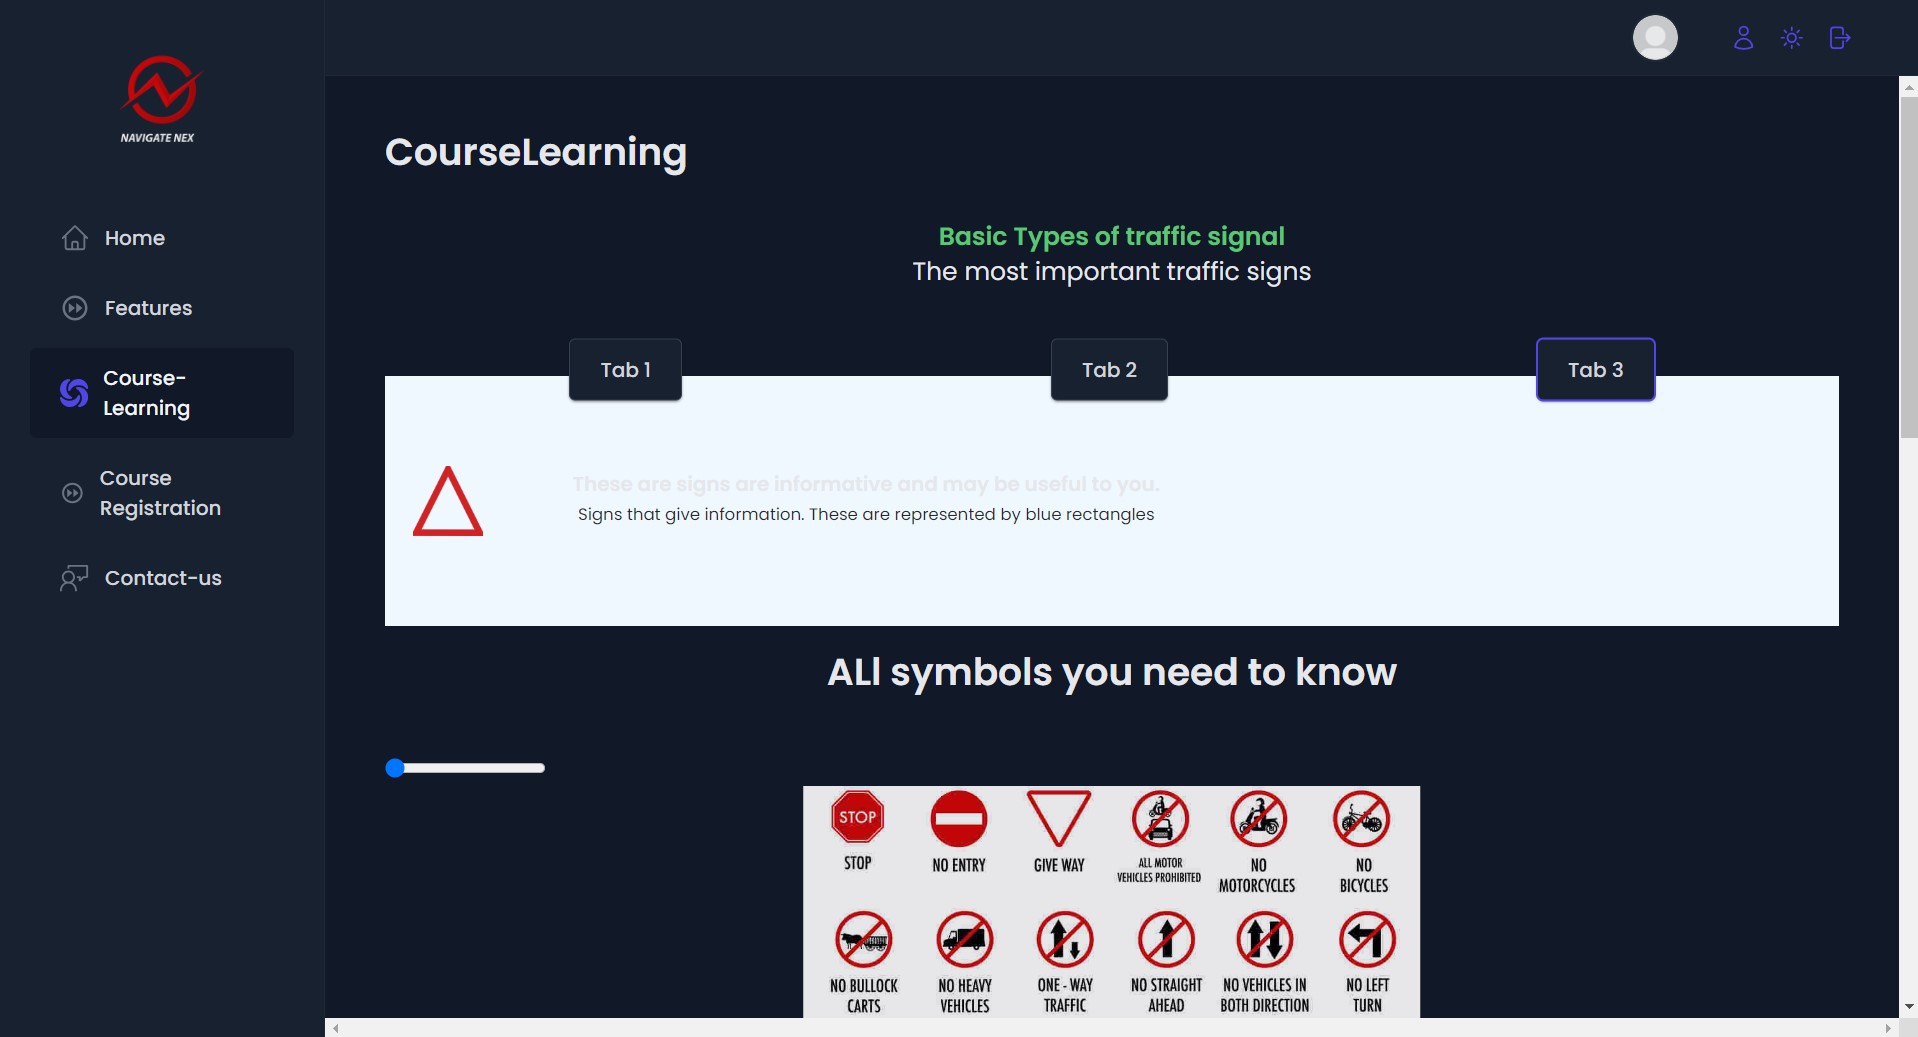 NAVIGATE NEX
Home
Features
Course-
Learning
Course
Registration
Contact-us
CourseLearning
Basic Types of traffic signal
The most important traffic signs
Tab 1
Tab 2
Tab 3
These are signs are informative and may be useful to you.
Signs that give information. These are represented by blue rectangles
ALl symbols you need to know
STOP
STOP
NO ENTRY
GIVE WAY
ALL MOTOR
VEHICLES PROHIBITED
NO
MOTORCYCLES
NO
BICYCLES
NO BULLOCK
CARTS
NO HEAVY
VEHICLES
ONE - WAY
TRAFFIC
NO STRAIGHT
AHEAD
NO VEHICLES IN
BOTH DIRECTION
NO LEFT
TURN